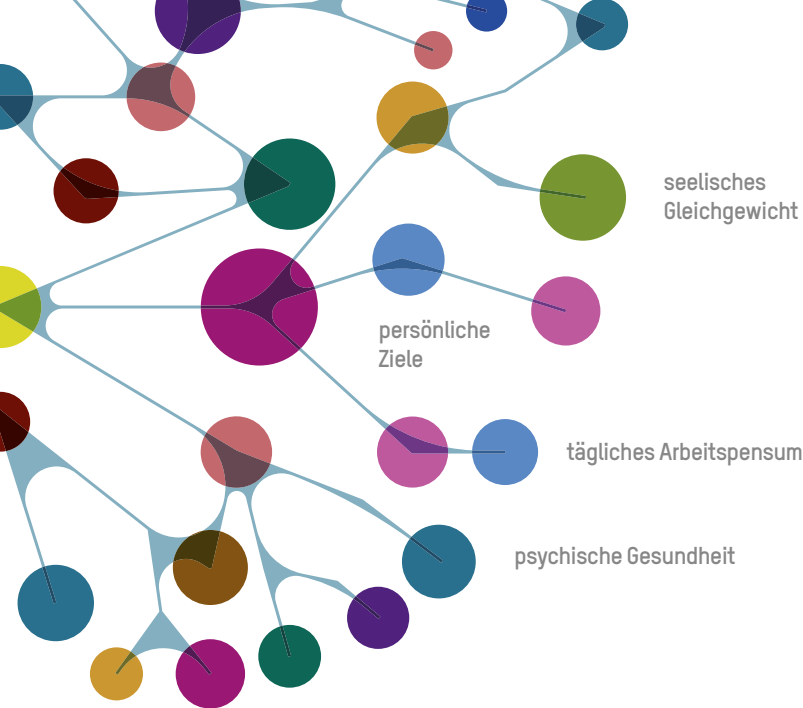 seelisches
Gleichgewicht
persönliche
Ziele
tägliches Arbeitspensum
psychische Gesundheit